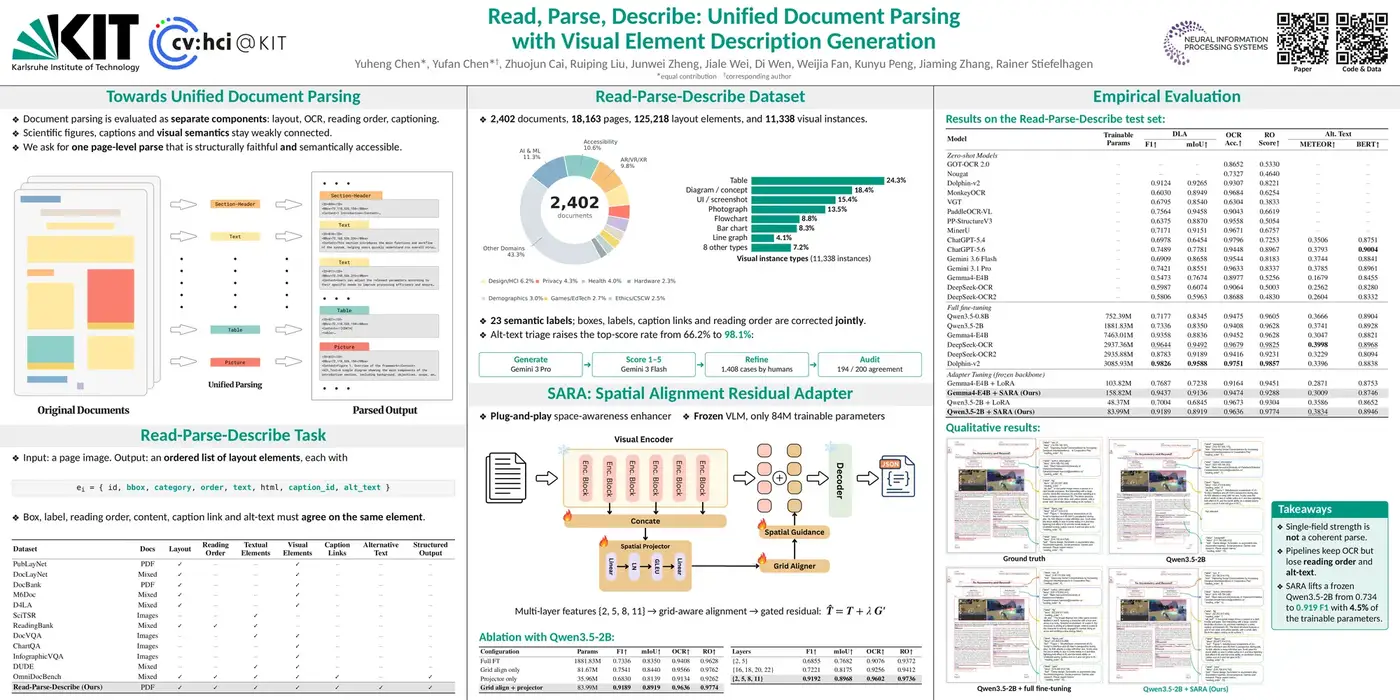 KIT
Karlsruhe Institute of Technology
cv:hci @ KIT
Read, Parse, Describe: Unified Document Parsing
with Visual Element Description Generation
Yuheng Chen*, Yufan Chen*†, Zhuojun Cai, Ruiping Liu, Junwei Zheng, Jiale Wei, Di Wen, Weijia Fan, Kunyu Peng, Jiaming Zhang, Rainer Stiefelhagen
*equal contribution †corresponding author
NEURAL INFORMATION
PROCESSING SYSTEMS
Paper
Code & Data
Towards Unified Document Parsing
❖ Document parsing is evaluated as separate components: layout, OCR, reading order, captioning.
❖ Scientific figures, captions and visual semantics stay weakly connected.
❖ We ask for one page-level parse that is structurally faithful and semantically accessible.
Section-Header
Text
Table
Picture
Unified Parsing
Section-Header
Text
Text
Table
Picture
Original Documents
Parsed Output
Read-Parse-Describe Task
❖ Input: a page image. Output: an ordered list of layout elements, each with
ei = { id, bbox, category, order, text, html, caption_id, alt_text }
❖ Box, label, reading order, content, caption link and alt-text must agree on the same element.
Dataset Docs Layout Reading Order Textual Elements Visual Elements Caption Links Alternative Text Structured Output
PubLayNet PDF ✓ – – ✓ – – –
DocLayNet Mixed ✓ – – ✓ – – –
DocBank PDF ✓ – – ✓ – – –
M6Doc Mixed ✓ – – ✓ – – –
D4LA Mixed ✓ – – ✓ – – –
SciTSR Images – – ✓ – – – –
ReadingBank Mixed ✓ ✓ ✓ – – – –
DocVQA Images – – ✓ ✓ – – –
ChartQA Images – – – ✓ – – –
InfographicVQA Images – – – ✓ – – –
DUDE Mixed – – ✓ ✓ – – –
OmniDocBench Mixed ✓ ✓ ✓ ✓ – – ✓
Read-Parse-Describe (Ours) PDF ✓ ✓ ✓ ✓ ✓ ✓ ✓
Read-Parse-Describe Dataset
❖ 2,402 documents, 18,163 pages, 125,218 layout elements, and 11,338 visual instances.
AI & ML
11.3%
Accessibility
10.6%
AR/VR/XR
9.8%
2,402
documents
Other Domains
43.3%
Design/HCI 6.2% Privacy 4.3% Health 4.0% Hardware 2.3%
Demographics 3.0% Games/EdTech 2.7% Ethics/CSCW 2.5%
Table 24.3%
Diagram / concept 18.4%
UI / screenshot 15.4%
Photograph 13.5%
Flowchart 8.8%
Bar chart 8.3%
Line graph 4.1%
8 other types 7.2%
Visual instance types (11,338 instances)
❖ 23 semantic labels; boxes, labels, caption links and reading order are corrected jointly.
❖ Alt-text triage raises the top-score rate from 66.2% to 98.1%:
Generate
Gemini 3 Pro
Score 1–5
Gemini 3 Flash
Refine
1.408 cases by humans
Audit
194 / 200 agreement
SARA: Spatial Alignment Residual Adapter
❖ Plug-and-play space-awareness enhancer ❖ Frozen VLM, only 84M trainable parameters
Visual Encoder
Enc. Block
Enc. Block
Enc. Block
Enc. Block
Enc. Block
Enc. Block
Concate
Spatial Projector
Linear
LN
GLEU
Linear
Spatial Guidance
Grid Aligner
Decoder
JSON
Multi-layer features {2, 5, 8, 11} → grid-aware alignment → gated residual: T̂ = T + λ G′
Ablation with Qwen3.5-2B:
Configuration Params F1↑ mIoU↑ OCR↑ RO↑
Full FT 1881.83M 0.7336 0.8350 0.9408 0.9628
Grid align only 81.67M 0.7541 0.8440 0.9566 0.9762
Projector only 35.96M 0.6830 0.8139 0.9134 0.9262
Grid align + projector 83.99M 0.9189 0.8919 0.9636 0.9774
Layers F1↑ mIoU↑ OCR↑ RO↑
{2, 5} 0.6855 0.7682 0.9076 0.9372
{16, 18, 20, 22} 0.7221 0.8175 0.9256 0.9412
{2, 5, 8, 11} 0.9192 0.8968 0.9602 0.9736
Empirical Evaluation
Results on the Read-Parse-Describe test set:
Model Trainable Params DLA OCR RO Alt. Text
F1↑ mIoU↑ Acc.↑ Score↑ METEOR↑ BERT↑
Zero-shot Models
GOT-OCR 2.0 – – – 0.8652 0.5330 – –
Nougat – – – 0.7327 0.4640 – –
Dolphin-v2 – 0.9124 0.9265 0.9307 0.8221 – –
MonkeyOCR – 0.6030 0.8949 0.9684 0.6254 – –
VGT – 0.6795 0.8540 0.6304 0.3833 – –
PaddleOCR-VL – 0.7564 0.9458 0.9043 0.6619 – –
PP-StructureV3 – 0.6375 0.8870 0.9558 0.5054 – –
MinerU – 0.7171 0.9151 0.9671 0.6757 – –
ChatGPT-5.4 – 0.6978 0.6454 0.9796 0.7253 0.3506 0.8751
ChatGPT-5.6 – 0.7489 0.7781 0.9448 0.8967 0.3793 0.9004
Gemini 3.6 Flash – 0.6909 0.8658 0.9544 0.8183 0.3744 0.8841
Gemini 3.1 Pro – 0.7421 0.8551 0.9633 0.8337 0.3785 0.8961
Gemma4-E4B – 0.5473 0.7674 0.8977 0.5256 0.1679 0.8455
DeepSeek-OCR – 0.5987 0.6074 0.9064 0.5003 0.2562 0.8280
DeepSeek-OCR2 – 0.5806 0.5963 0.8688 0.4830 0.2604 0.8332
Full fine-tuning
Qwen3.5-0.8B 752.39M 0.7177 0.8345 0.9475 0.9605 0.3666 0.8904
Qwen3.5-2B 1881.83M 0.7336 0.8350 0.9408 0.9628 0.3741 0.8928
Gemma4-E4B 7463.01M 0.9358 0.8836 0.9452 0.9628 0.3047 0.8821
DeepSeek-OCR 2937.36M 0.9644 0.9492 0.9679 0.9825 0.3998 0.8968
DeepSeek-OCR2 2935.88M 0.8783 0.9189 0.9416 0.9231 0.3229 0.8094
Dolphin-v2 3085.93M 0.9826 0.9588 0.9751 0.9857 0.3396 0.8838
Adapter Tuning (frozen backbone)
Gemma4-E4B + LoRA 103.82M 0.7687 0.7238 0.9164 0.9451 0.2871 0.8753
Gemma4-E4B + SARA (Ours) 158.82M 0.9437 0.9136 0.9474 0.9288 0.3009 0.8746
Qwen3.5-2B + LoRA 48.37M 0.7004 0.6845 0.9673 0.9304 0.3586 0.8652
Qwen3.5-2B + SARA (Ours) 83.99M 0.9189 0.8919 0.9636 0.9774 0.3834 0.8946
Qualitative results:
Ground truth
Qwen3.5-2B
Qwen3.5-2B + full fine-tuning
Qwen3.5-2B + SARA (Ours)
Takeaways
❖ Single-field strength is
not a coherent parse.
❖ Pipelines keep OCR but
lose reading order and
alt-text.
❖ SARA lifts a frozen
Qwen3.5-2B from 0.734
to 0.919 F1 with 4.5% of
the trainable parameters.